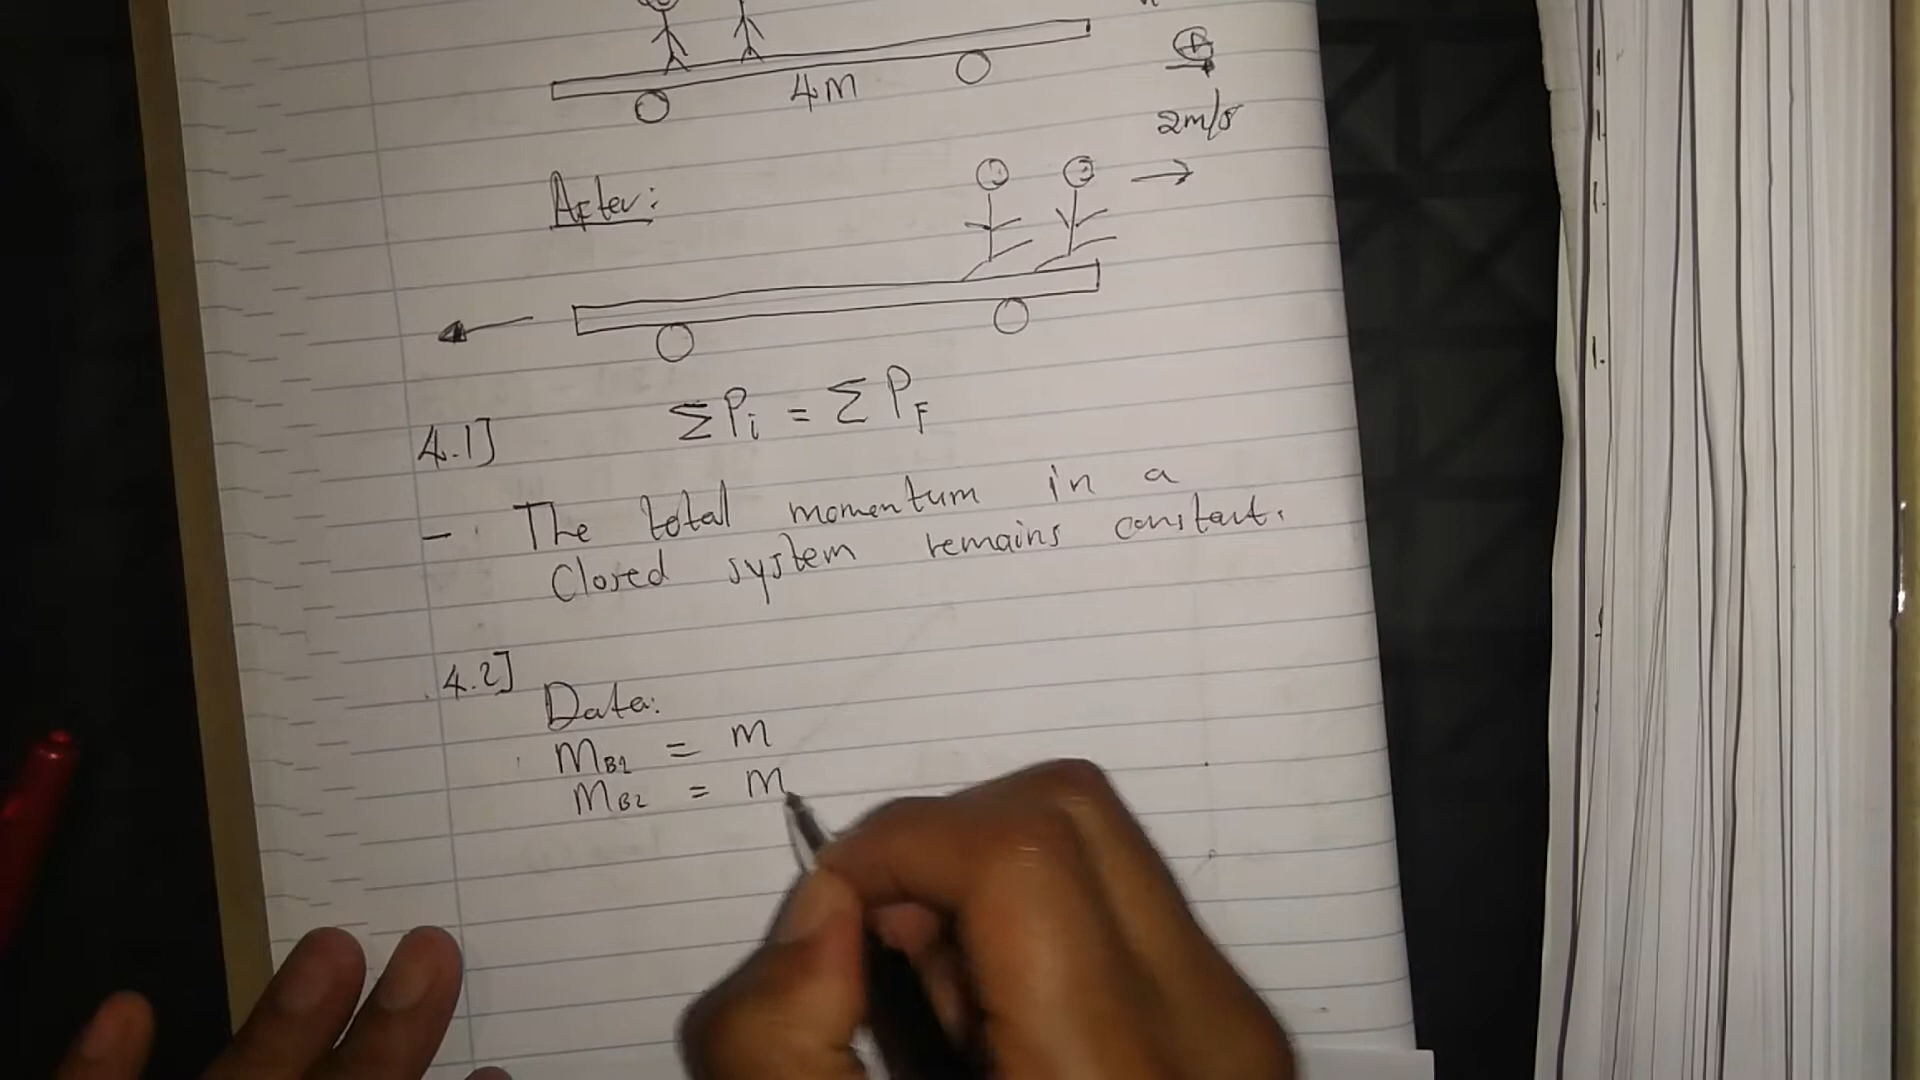 4m
2m/s
After:
4.1] ΣPi = ΣPF
- The total momentum in a
Closed system remains constant.
4.2]
Data:
mB1 = m
mB2 = m